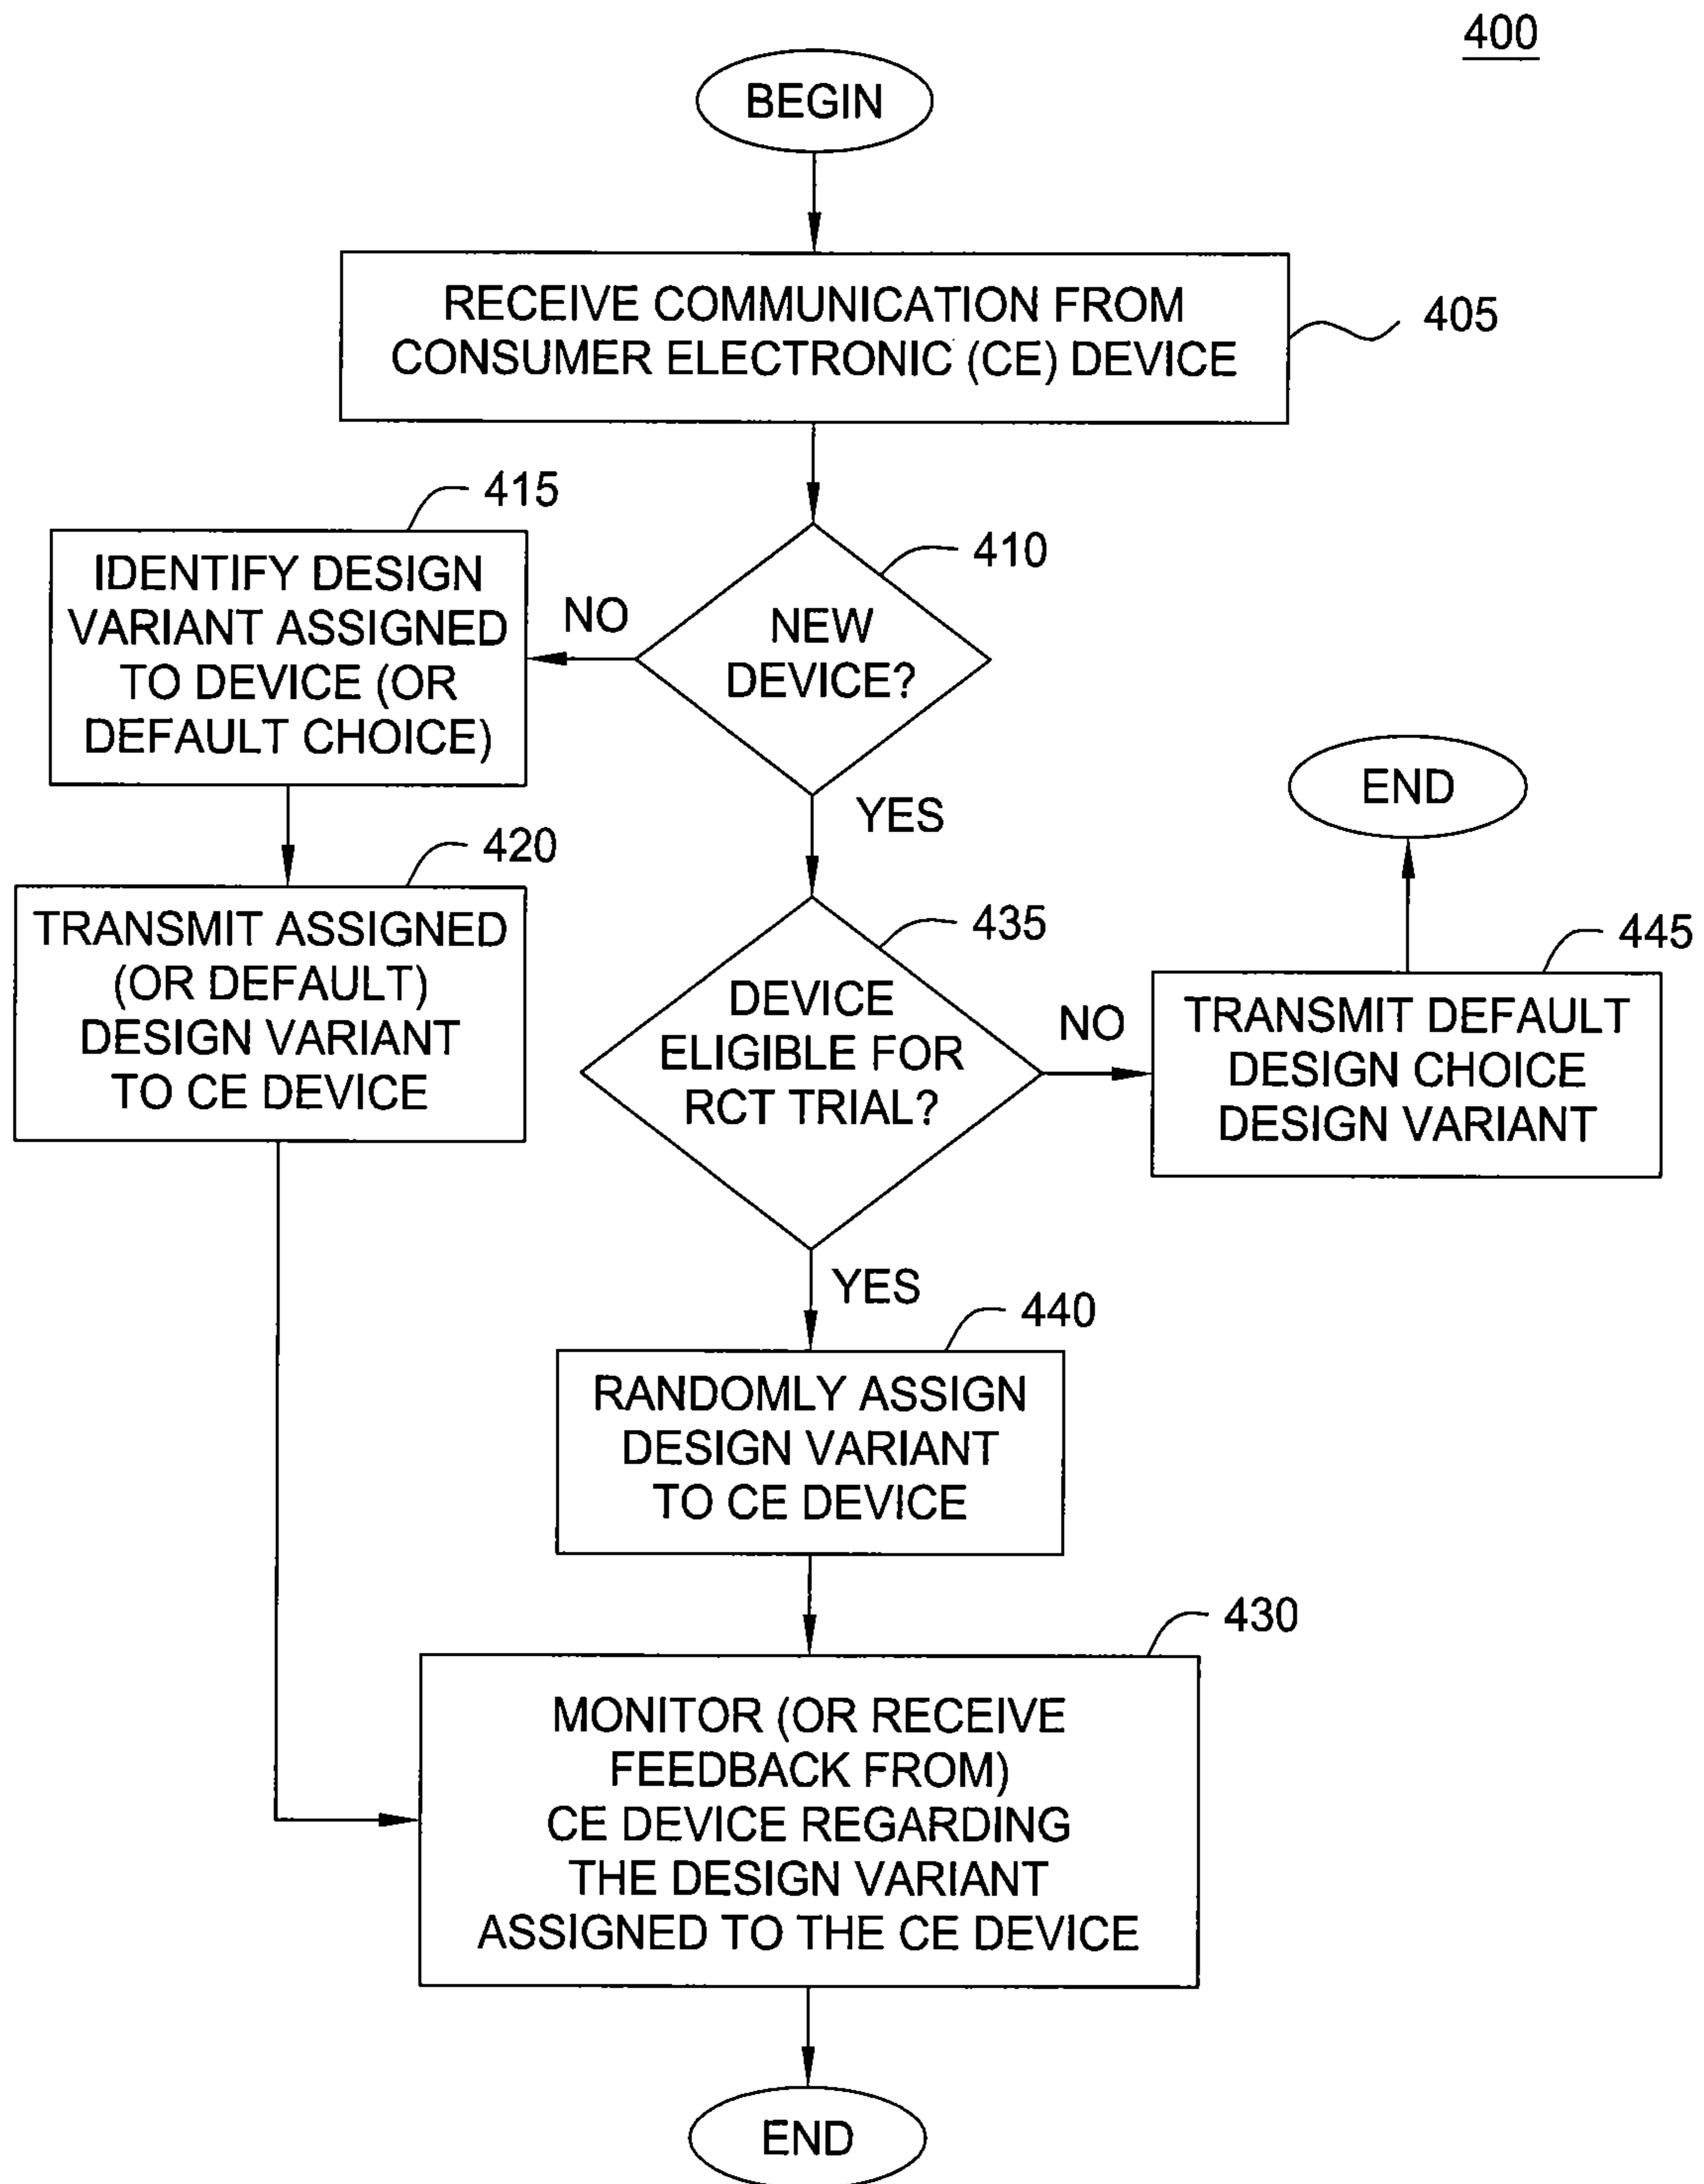 400
BEGIN
RECEIVE COMMUNICATION FROM
CONSUMER ELECTRONIC (CE) DEVICE
405
415
IDENTIFY DESIGN
VARIANT ASSIGNED
TO DEVICE (OR
DEFAULT CHOICE)
NO
410
NEW
DEVICE?
YES
END
420
TRANSMIT ASSIGNED
(OR DEFAULT)
DESIGN VARIANT
TO CE DEVICE
435
DEVICE
ELIGIBLE FOR
RCT TRIAL?
NO
445
TRANSMIT DEFAULT
DESIGN CHOICE
DESIGN VARIANT
YES
440
RANDOMLY ASSIGN
DESIGN VARIANT
TO CE DEVICE
430
MONITOR (OR RECEIVE
FEEDBACK FROM)
CE DEVICE REGARDING
THE DESIGN VARIANT
ASSIGNED TO THE CE DEVICE
END